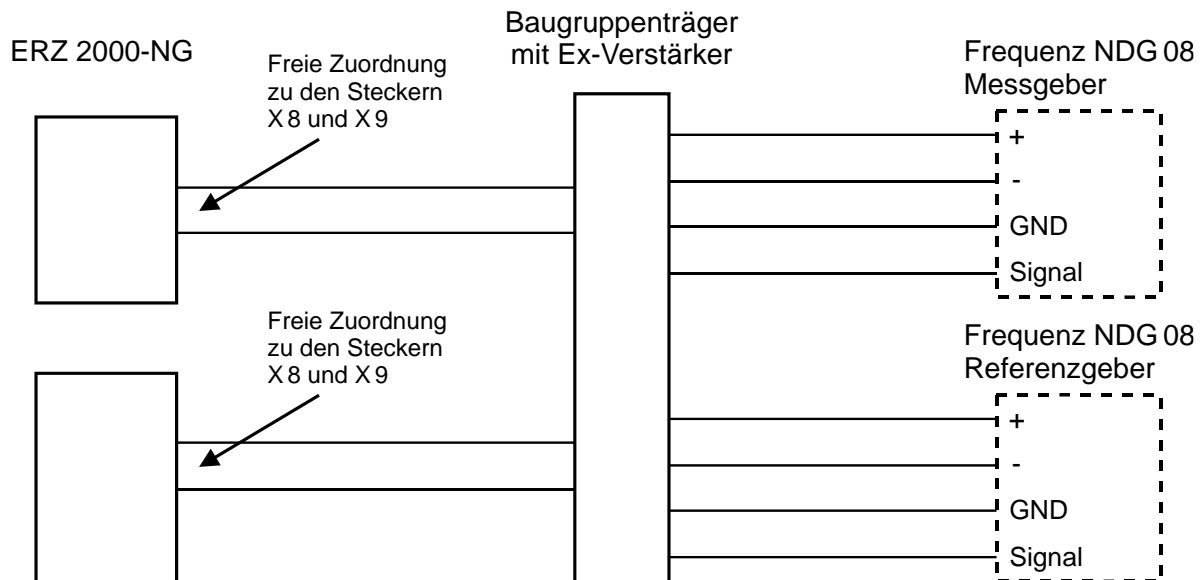 ERZ 2000-NG
Freie Zuordnung
zu den Steckern
X 8 und X 9
Baugruppenträger
mit Ex-Verstärker
Frequenz NDG 08
Messgeber
+
-
GND
Signal
Freie Zuordnung
zu den Steckern
X 8 und X 9
Frequenz NDG 08
Referenzgeber
+
-
GND
Signal